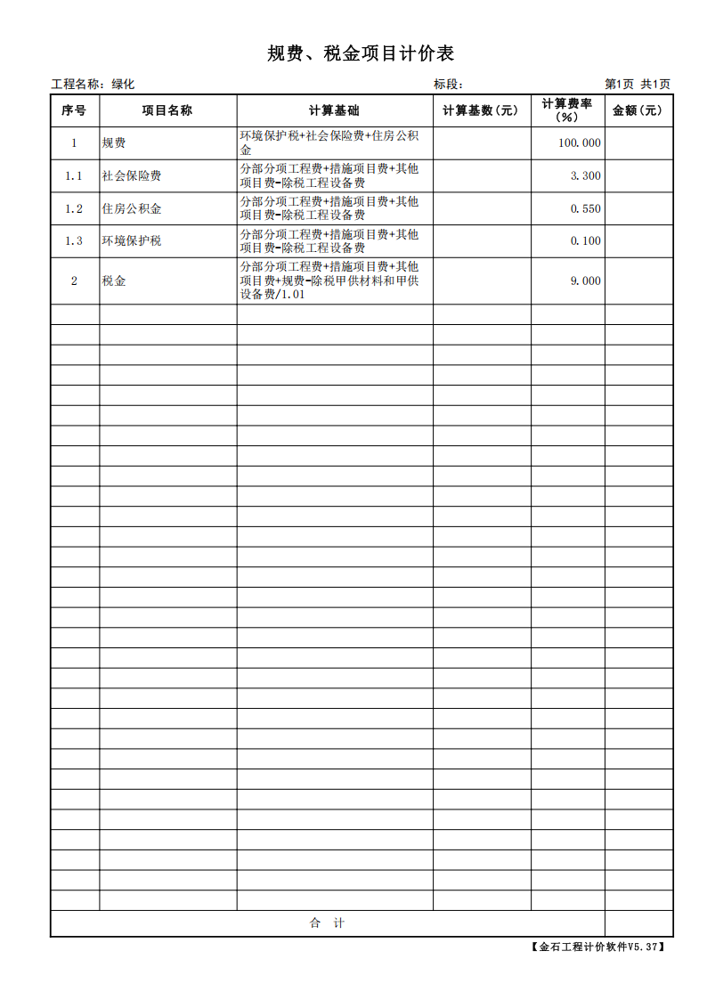 规费、税金项目计价表
工程名称：绿化 标段： 第1页 共1页
序号 项目名称 计算基础 计算基数(元) 计算费率(%) 金额(元)
1 规费 环境保护税+社会保险费+住房公积
金 100.000
1.1 社会保险费 分部分项工程费+措施项目费+其他
项目费-除税工程设备费 3.300
1.2 住房公积金 分部分项工程费+措施项目费+其他
项目费-除税工程设备费 0.550
1.3 环境保护税 分部分项工程费+措施项目费+其他
项目费-除税工程设备费 0.100
2 税金 分部分项工程费+措施项目费+其他
项目费+规费-除税甲供材料和甲供
设备费/1.01 9.000
合 计
【金石工程计价软件V5.37】